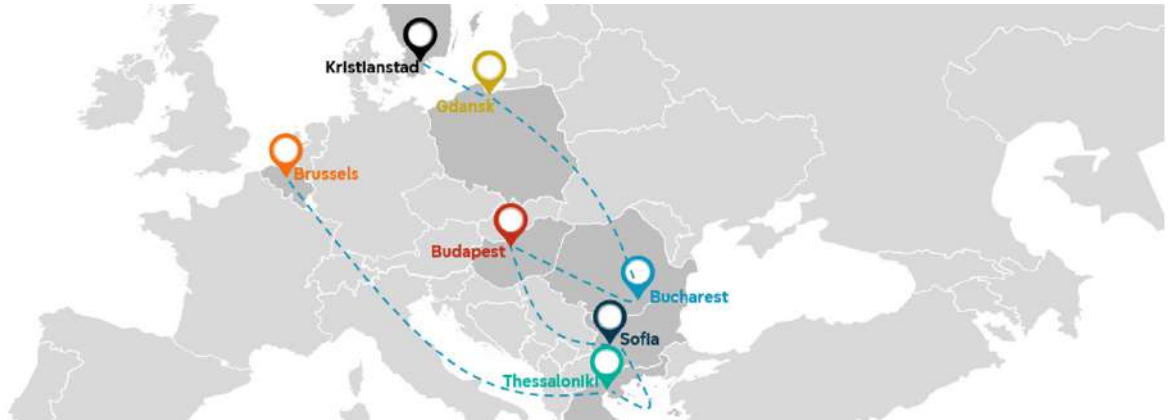 Kristianstad
Gdansk
Brussels
Budapest
Bucharest
Sofia
Thessaloniki